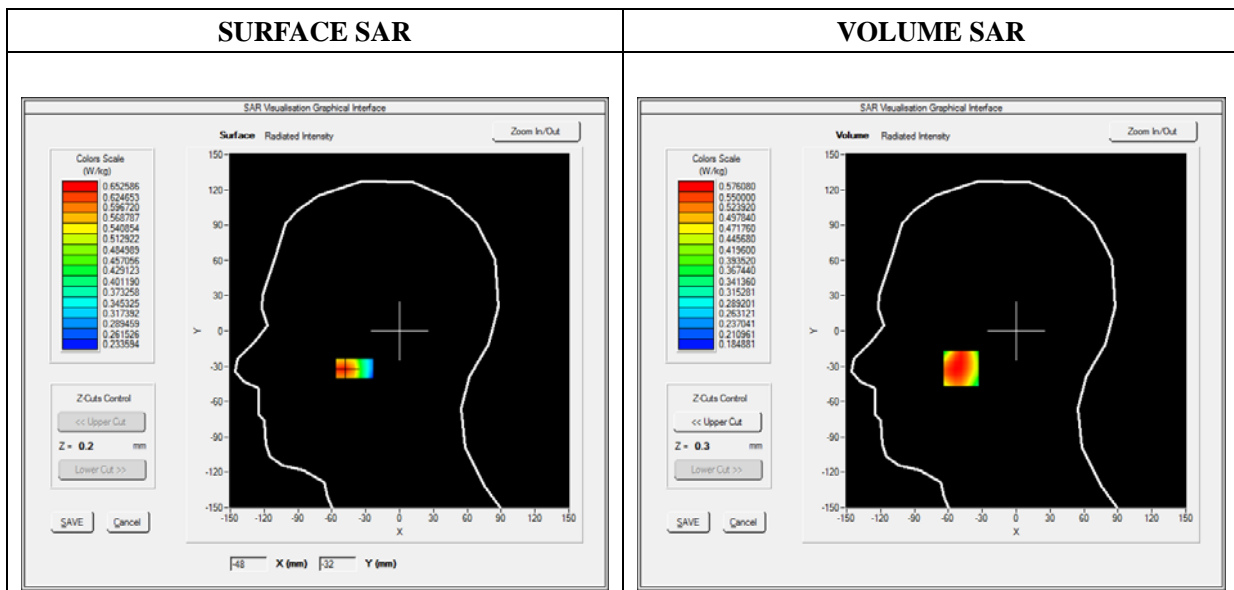 SURFACE SAR
VOLUME SAR
SAR Visualisation Graphical Interface
Surface Radiated Intensity
Zoom In/Out
Colors Scale
(W/kg)
0.652586
0.624653
0.596720
0.568787
0.540854
0.512922
0.484989
0.457056
0.429123
0.401190
0.373258
0.345325
0.317392
0.289459
0.261526
0.233594
Z-Cuts Control
<< Upper Cut
Z = 0.2 mm
Lower Cut >>
SAVE Cancel
150
120
90
60
30
Y 0
-30
-60
-90
-120
-150
-150 -120 -90 -60 -30 0 30 60 90 120 150
X
-48 X (mm) -32 Y (mm)
SAR Visualisation Graphical Interface
Volume Radiated Intensity
Zoom In/Out
Colors Scale
(W/kg)
0.576080
0.550000
0.523920
0.497840
0.471760
0.445680
0.419600
0.393520
0.367440
0.341360
0.315281
0.289201
0.263121
0.237041
0.210961
0.184881
Z-Cuts Control
<< Upper Cut
Z = 0.3 mm
Lower Cut >>
SAVE Cancel
150
120
90
60
30
Y 0
-30
-60
-90
-120
-150
-150 -120 -90 -60 -30 0 30 60 90 120 150
X